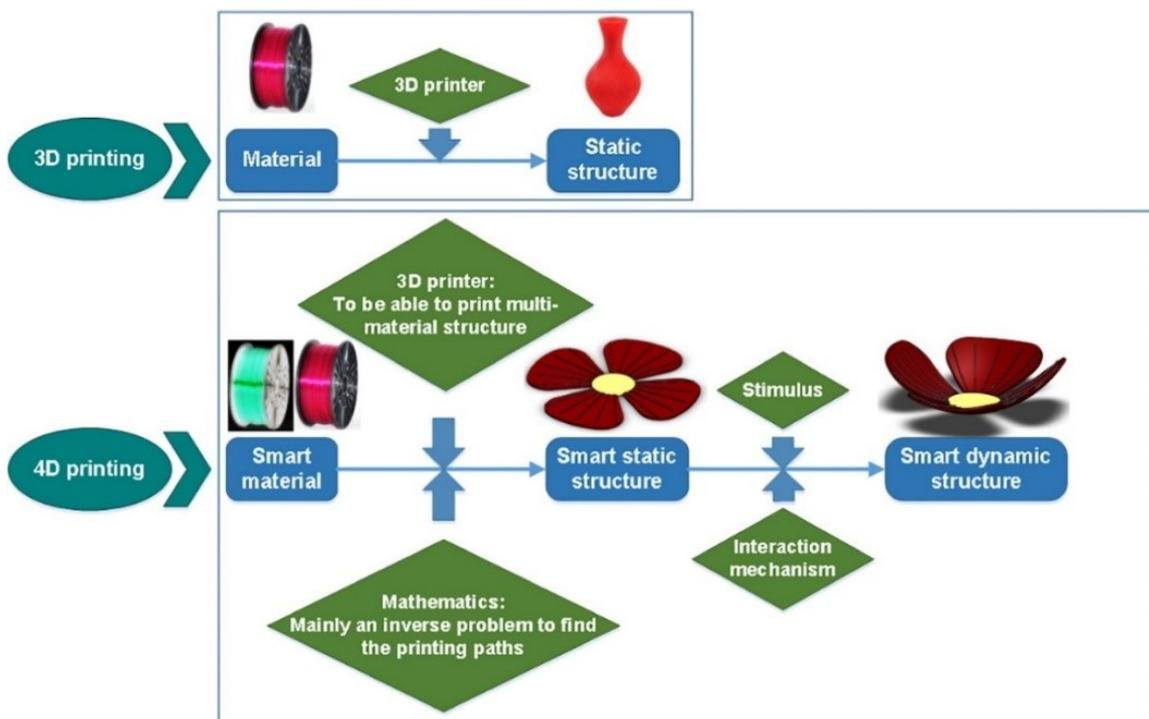 3D printer
3D printing
Material
Static
structure
3D printer:
To be able to print multi-
material structure
Stimulus
4D printing
Smart
material
Smart static
structure
Smart dynamic
structure
Interaction
mechanism
Mathematics:
Mainly an inverse problem to find
the printing paths